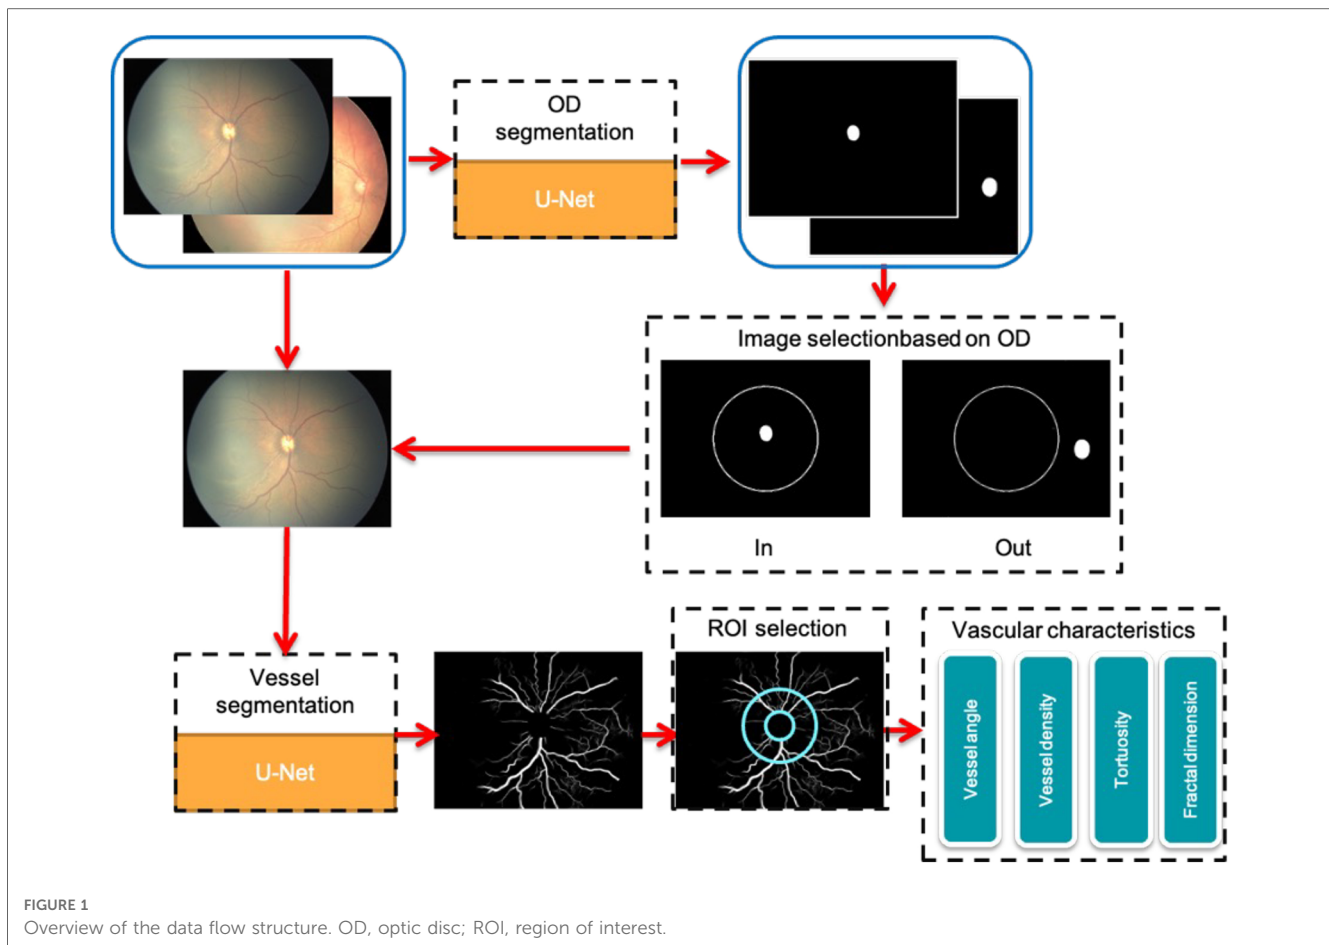 OD
segmentation
U-Net
Image selectionbased on OD
In
Out
Vessel
segmentation
U-Net
ROI selection
Vascular characteristics
Vessel angle
Vessel density
Tortuosity
Fractal dimension
FIGURE 1
Overview of the data flow structure. OD, optic disc; ROI, region of interest.